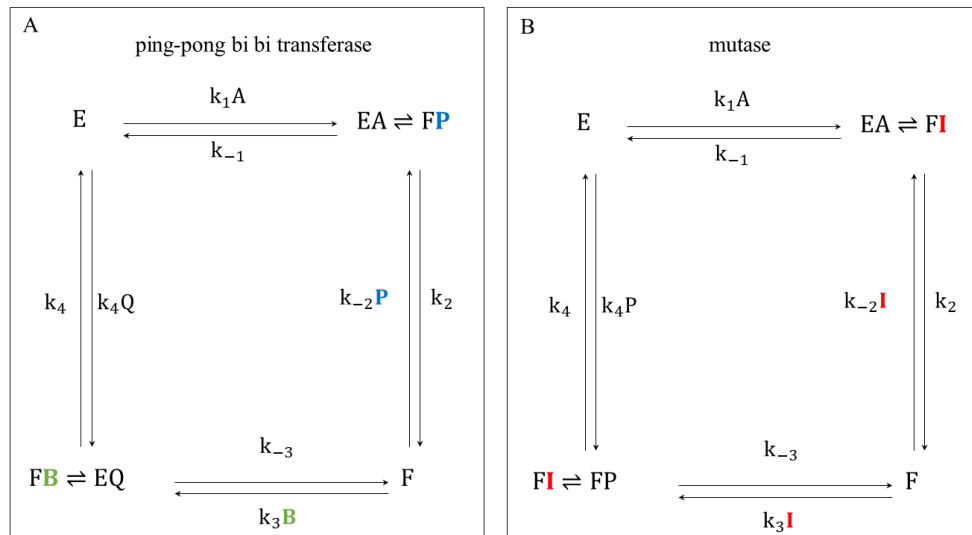 A
ping-pong bi bi transferase
k₁A
E
EA ⇌ FP
k₋₁
k₄
k₄Q
k₋₂P
k₂
k₋₃
FB ⇌ EQ
F
k₃B
B
mutase
k₁A
E
EA ⇌ FI
k₋₁
k₄
k₄P
k₋₂I
k₂
k₋₃
FI ⇌ FP
F
k₃I